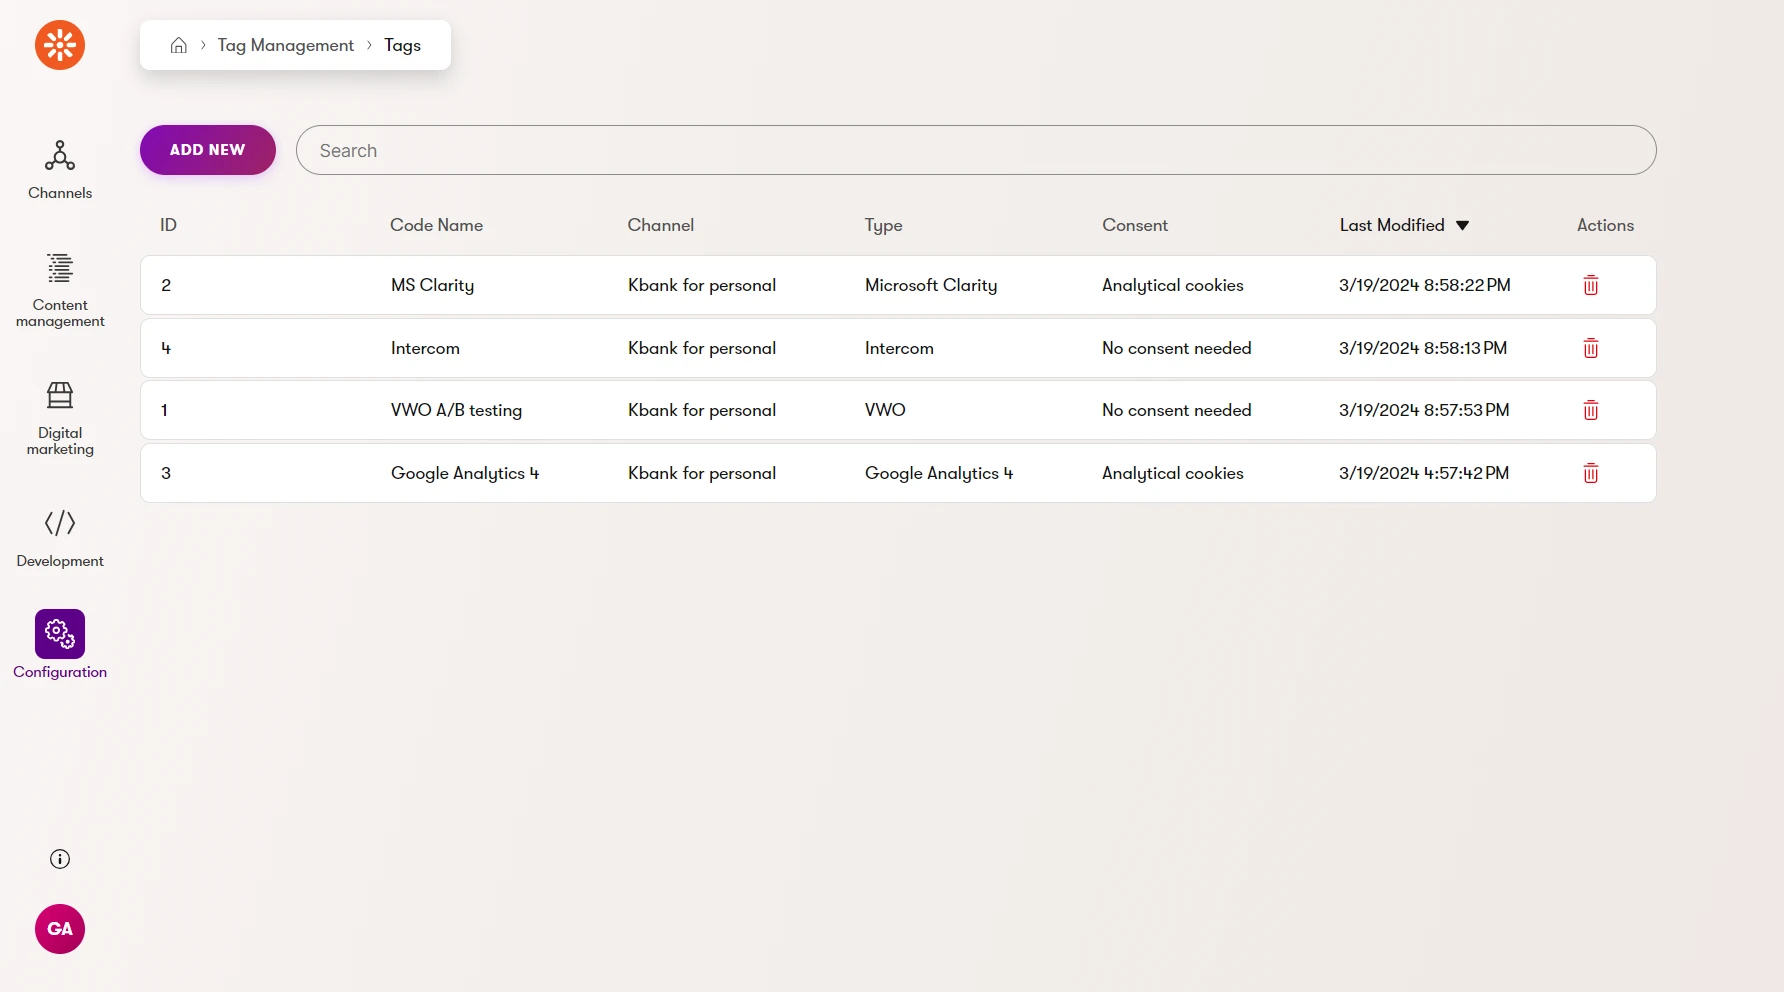 Tag Management
Tags
ADD NEW
Search
Channels
Content
management
Digital
marketing
Development
Configuration
GA
ID Code Name Channel Type Consent Last Modified Actions
2 MS Clarity Kbank for personal Microsoft Clarity Analytical cookies 3/19/2024 8:58:22 PM
4 Intercom Kbank for personal Intercom No consent needed 3/19/2024 8:58:13 PM
1 VWO A/B testing Kbank for personal VWO No consent needed 3/19/2024 8:57:53 PM
3 Google Analytics 4 Kbank for personal Google Analytics 4 Analytical cookies 3/19/2024 4:57:42 PM